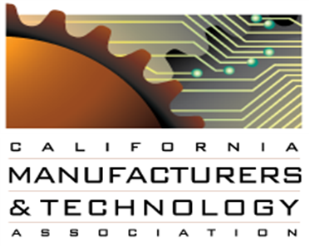 CALIFORNIA
MANUFACTURERS
& TECHNOLOGY
ASSOCIATION